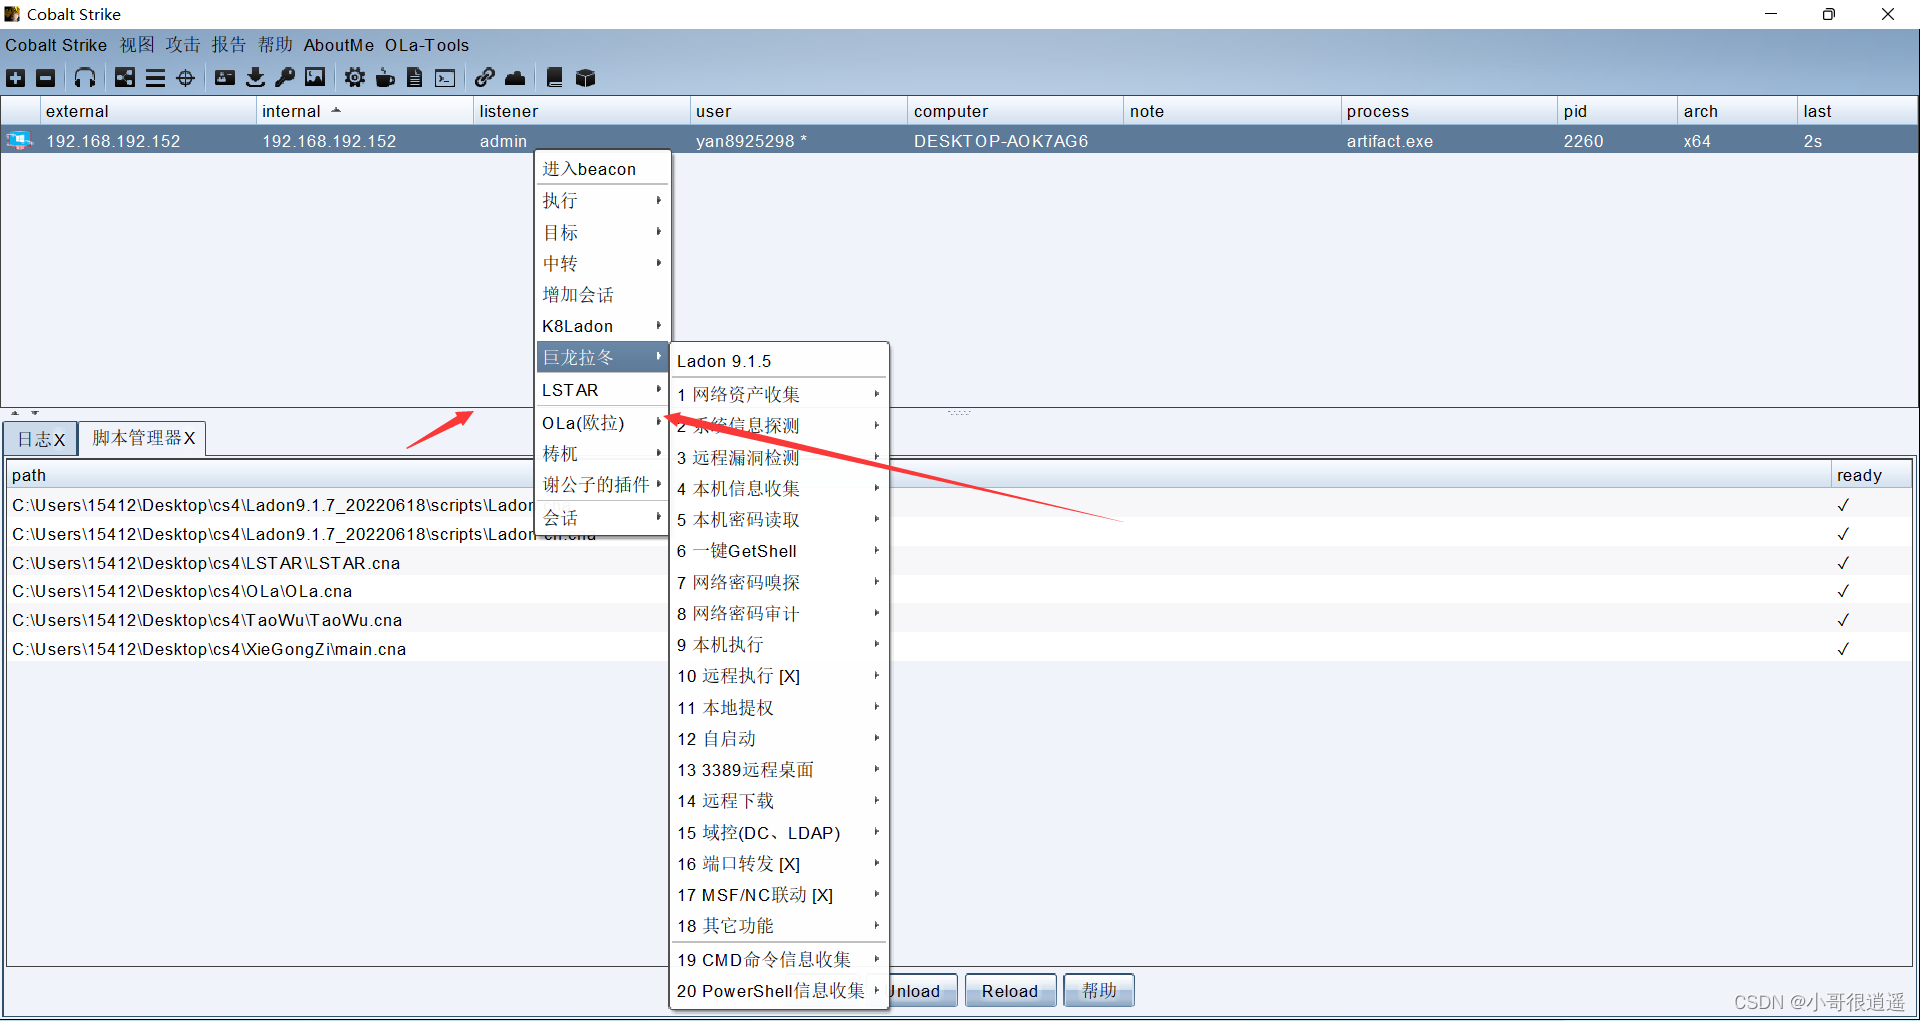 Cobalt Strike
Cobalt Strike 视图 攻击 报告 帮助 AboutMe OLa-Tools
external internal listener user computer note process pid arch last
192.168.192.152 192.168.192.152 admin yan8925298 * DESKTOP-AOK7AG6 artifact.exe 2260 x64 2s
进入beacon
执行
目标
中转
增加会话
K8Ladon
巨龙拉冬
LSTAR
OLa(欧拉)
梼杌
谢公子的插件
会话
Ladon 9.1.5
1 网络资产收集
2 系统信息探测
3 远程漏洞检测
4 本机信息收集
5 本机密码读取
6 一键GetShell
7 网络密码嗅探
8 网络密码审计
9 本机执行
10 远程执行 [X]
11 本地提权
12 自启动
13 3389远程桌面
14 远程下载
15 域控(DC、LDAP)
16 端口转发 [X]
17 MSF/NC联动 [X]
18 其它功能
19 CMD命令信息收集
20 PowerShell信息收集
日志X 脚本管理器X
path ready
C:\Users\15412\Desktop\cs4\Ladon9.1.7_20220618\scripts\Ladon ✓
C:\Users\15412\Desktop\cs4\Ladon9.1.7_20220618\scripts\Ladon-cn.cna ✓
C:\Users\15412\Desktop\cs4\LSTAR\LSTAR.cna ✓
C:\Users\15412\Desktop\cs4\OLa\OLa.cna ✓
C:\Users\15412\Desktop\cs4\TaoWu\TaoWu.cna ✓
C:\Users\15412\Desktop\cs4\XieGongZi\main.cna ✓
Unload Reload 帮助
CSDN @小哥很逍遥